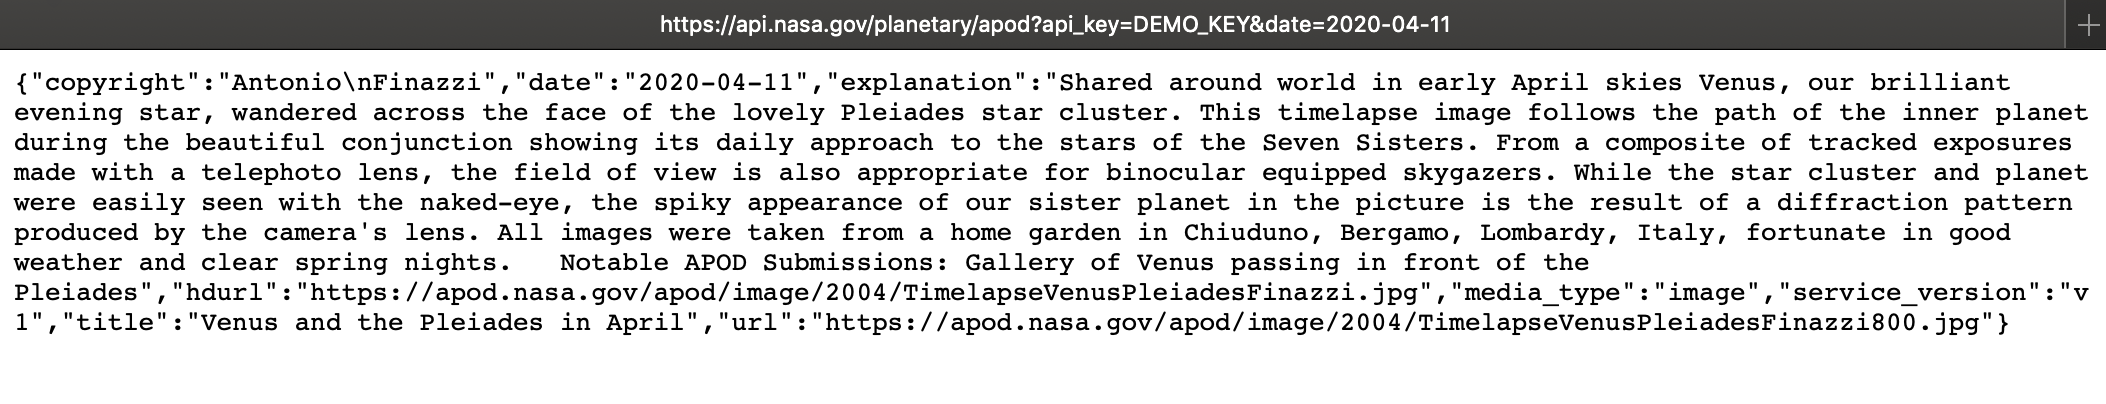 https://api.nasa.gov/planetary/apod?api_key=DEMO_KEY&date=2020-04-11
{"copyright":"Antonio\nFinazzi","date":"2020-04-11","explanation":"Shared around world in early April skies Venus, our brilliant
evening star, wandered across the face of the lovely Pleiades star cluster. This timelapse image follows the path of the inner planet
during the beautiful conjunction showing its daily approach to the stars of the Seven Sisters. From a composite of tracked exposures
made with a telephoto lens, the field of view is also appropriate for binocular equipped skygazers. While the star cluster and planet
were easily seen with the naked-eye, the spiky appearance of our sister planet in the picture is the result of a diffraction pattern
produced by the camera's lens. All images were taken from a home garden in Chiuduno, Bergamo, Lombardy, Italy, fortunate in good
weather and clear spring nights.   Notable APOD Submissions: Gallery of Venus passing in front of the
Pleiades","hdurl":"https://apod.nasa.gov/apod/image/2004/TimelapseVenusPleiadesFinazzi.jpg","media_type":"image","service_version":"v
1","title":"Venus and the Pleiades in April","url":"https://apod.nasa.gov/apod/image/2004/TimelapseVenusPleiadesFinazzi800.jpg"}